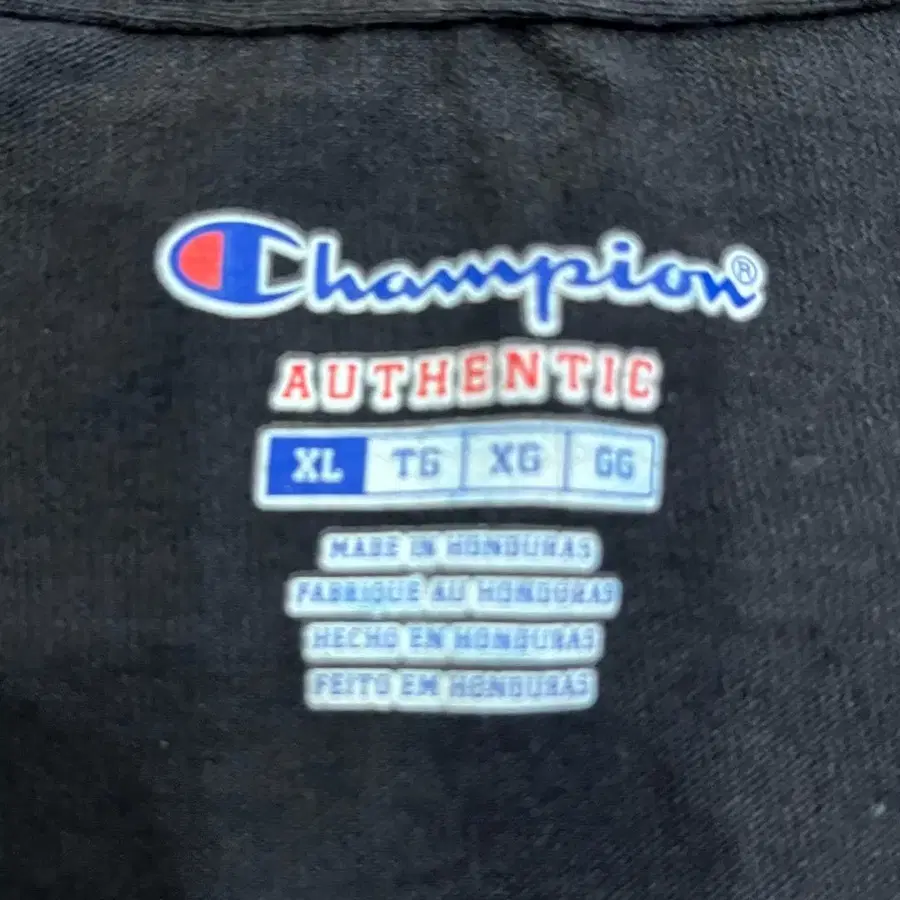 Champion®
AUTHENTIC
XL TG XG GG
MADE IN HONDURAS
FABRIQUE AU HONDURAS
HECHO EN HONDURAS
FEITO EM HONDURAS